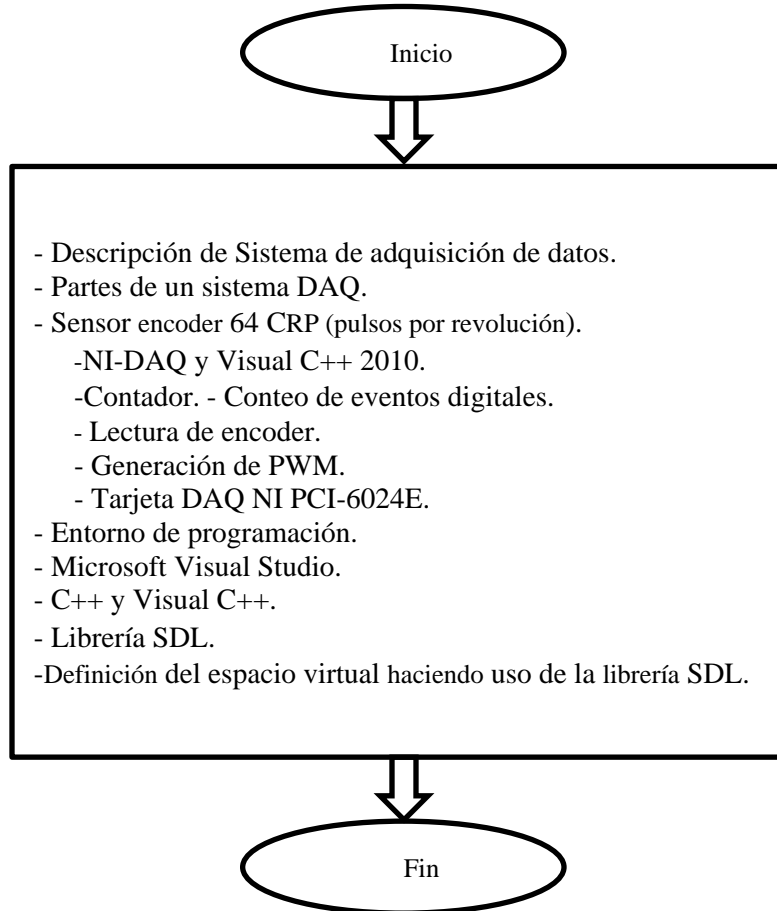 Inicio
- Descripción de Sistema de adquisición de datos.
- Partes de un sistema DAQ.
- Sensor encoder 64 CRP (pulsos por revolución).
-NI-DAQ y Visual C++ 2010.
-Contador. - Conteo de eventos digitales.
- Lectura de encoder.
- Generación de PWM.
- Tarjeta DAQ NI PCI-6024E.
- Entorno de programación.
- Microsoft Visual Studio.
- C++ y Visual C++.
- Librería SDL.
-Definición del espacio virtual haciendo uso de la librería SDL.
Fin